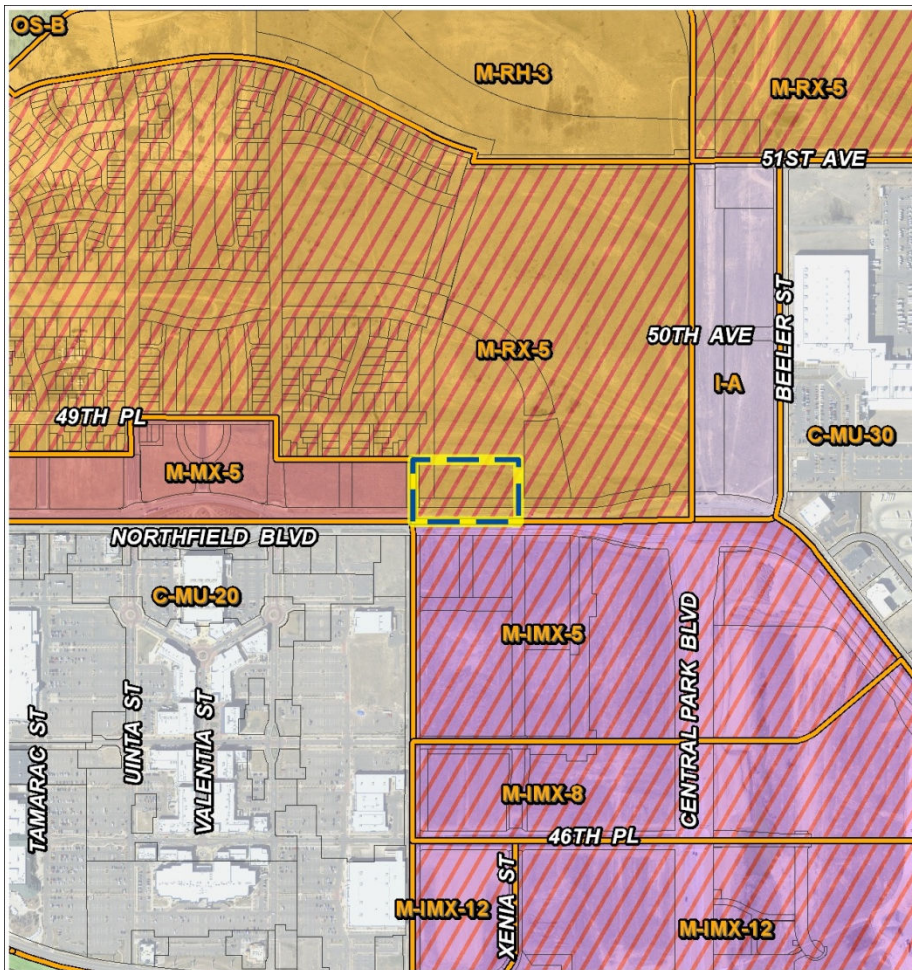 OS-B
M-RH-3
M-RX-5
51ST AVE
M-RX-5
50TH AVE
BEELER ST
I-A
49TH PL
C-MU-30
M-MX-5
NORTHFIELD BLVD
C-MU-20
M-IMX-5
CENTRAL PARK BLVD
TAMARAC ST
UINTA ST
VALENTIA ST
M-IMX-8
46TH PL
XENIA ST
M-IMX-12
M-IMX-12